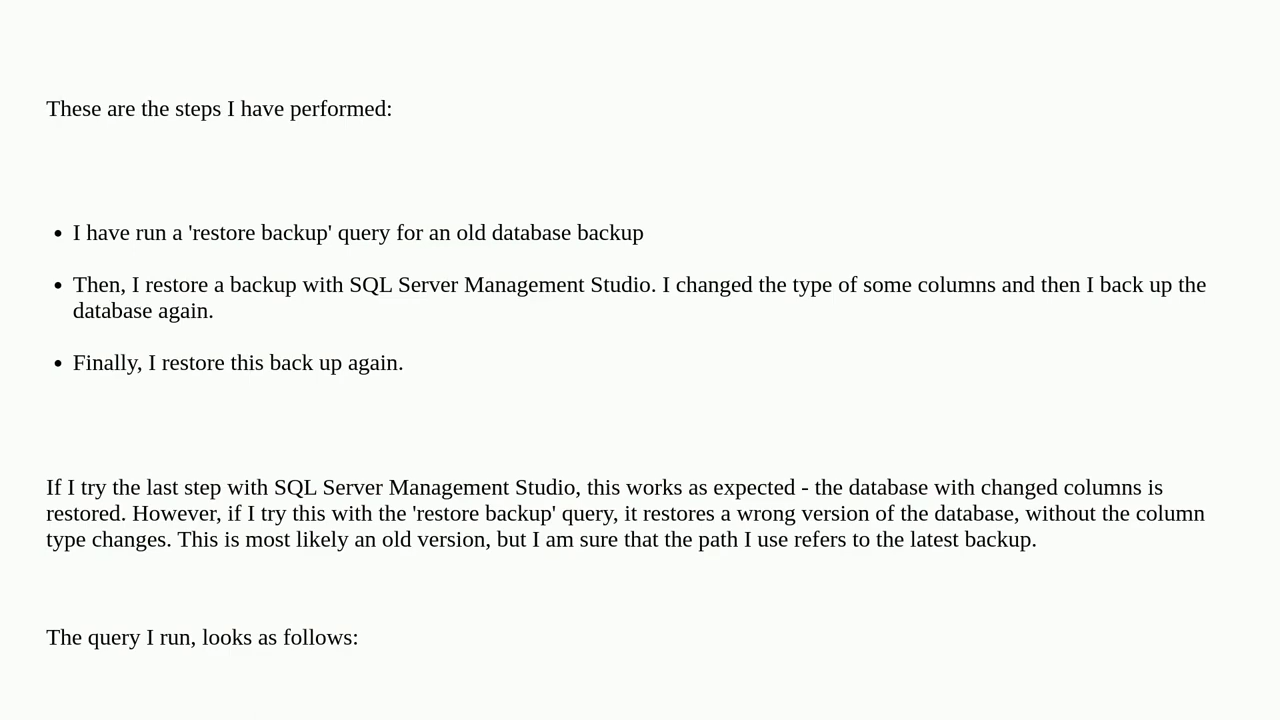 These are the steps I have performed:
• I have run a 'restore backup' query for an old database backup
• Then, I restore a backup with SQL Server Management Studio. I changed the type of some columns and then I back up the
database again.
• Finally, I restore this back up again.
If I try the last step with SQL Server Management Studio, this works as expected - the database with changed columns is
restored. However, if I try this with the 'restore backup' query, it restores a wrong version of the database, without the column
type changes. This is most likely an old version, but I am sure that the path I use refers to the latest backup.
The query I run, looks as follows: